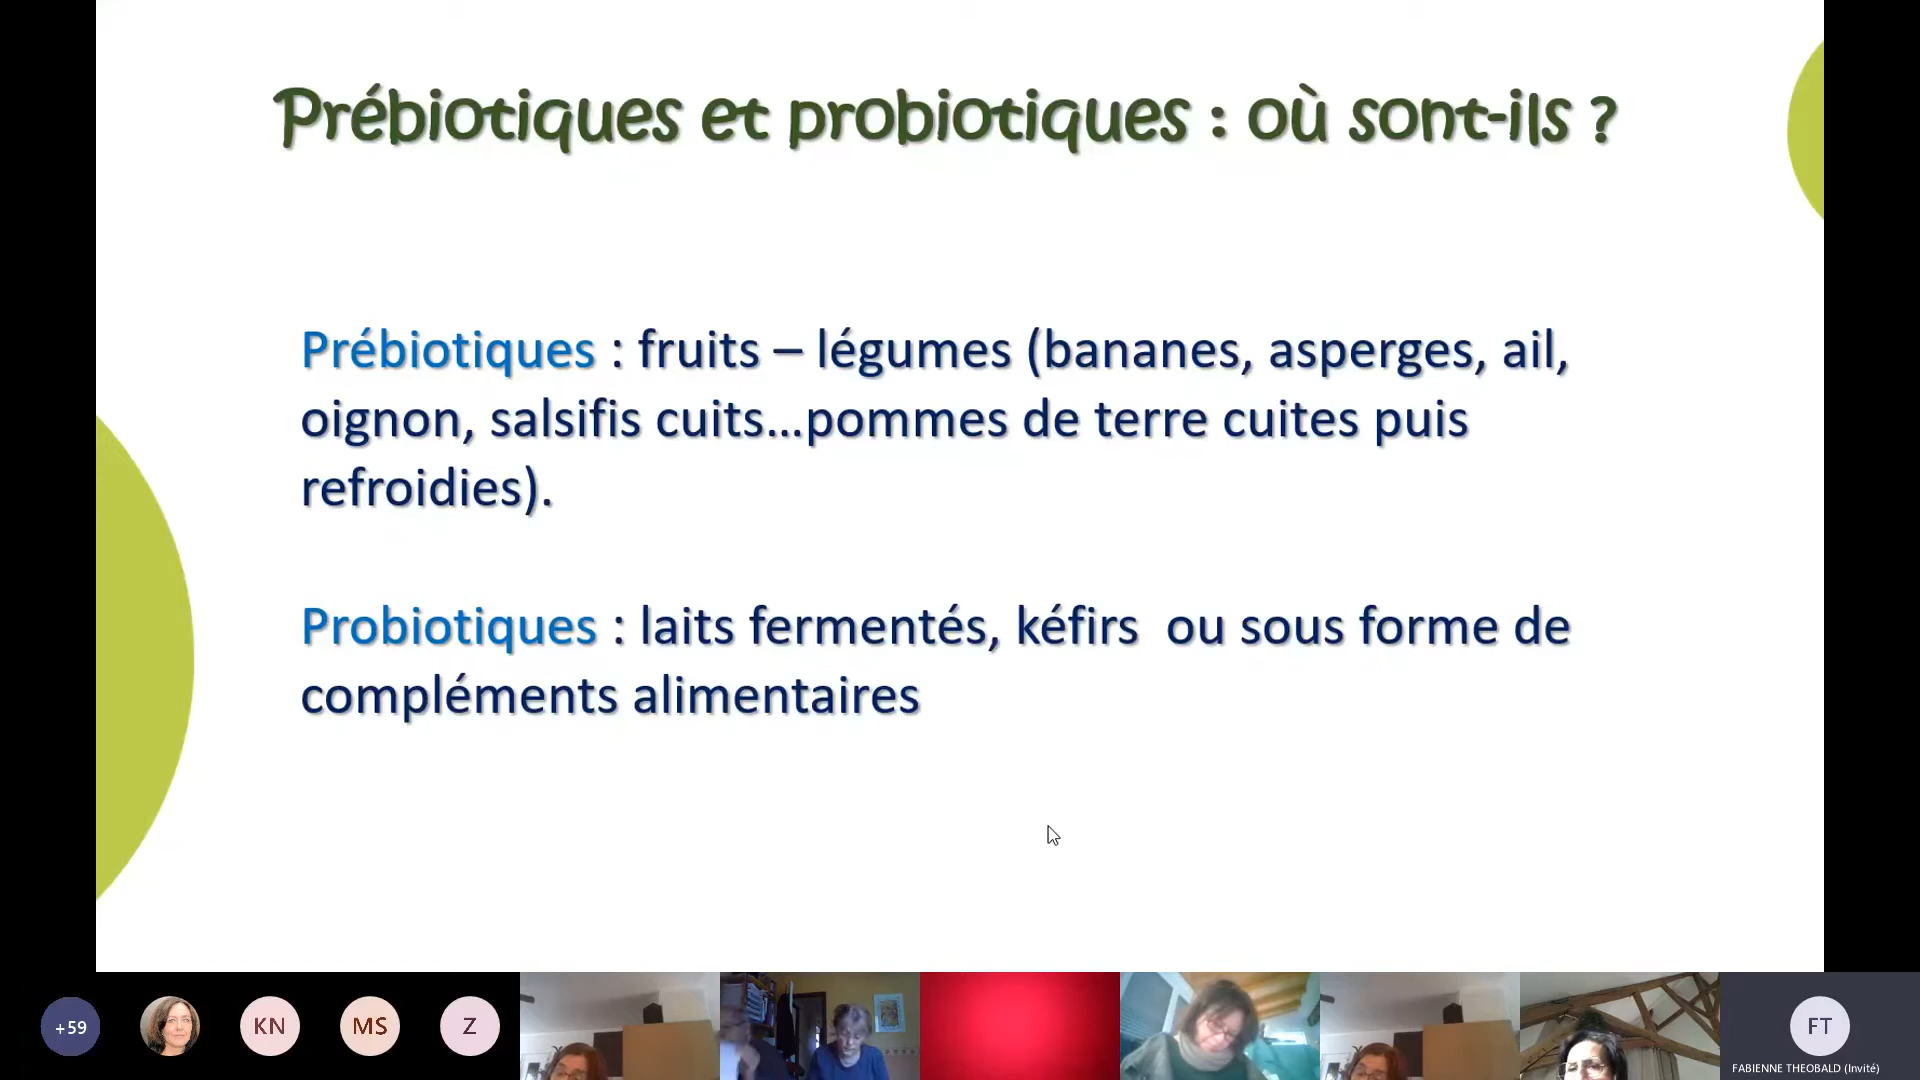 Prébiotiques et probiotiques : où sont-ils ?
Prébiotiques : fruits – légumes (bananes, asperges, ail,
oignon, salsifis cuits...pommes de terre cuites puis
refroidies).
Probiotiques : laits fermentés, kéfirs ou sous forme de
compléments alimentaires
+59
KN
MS
Z
FT
FABIENNE THEOBALD (Invité)